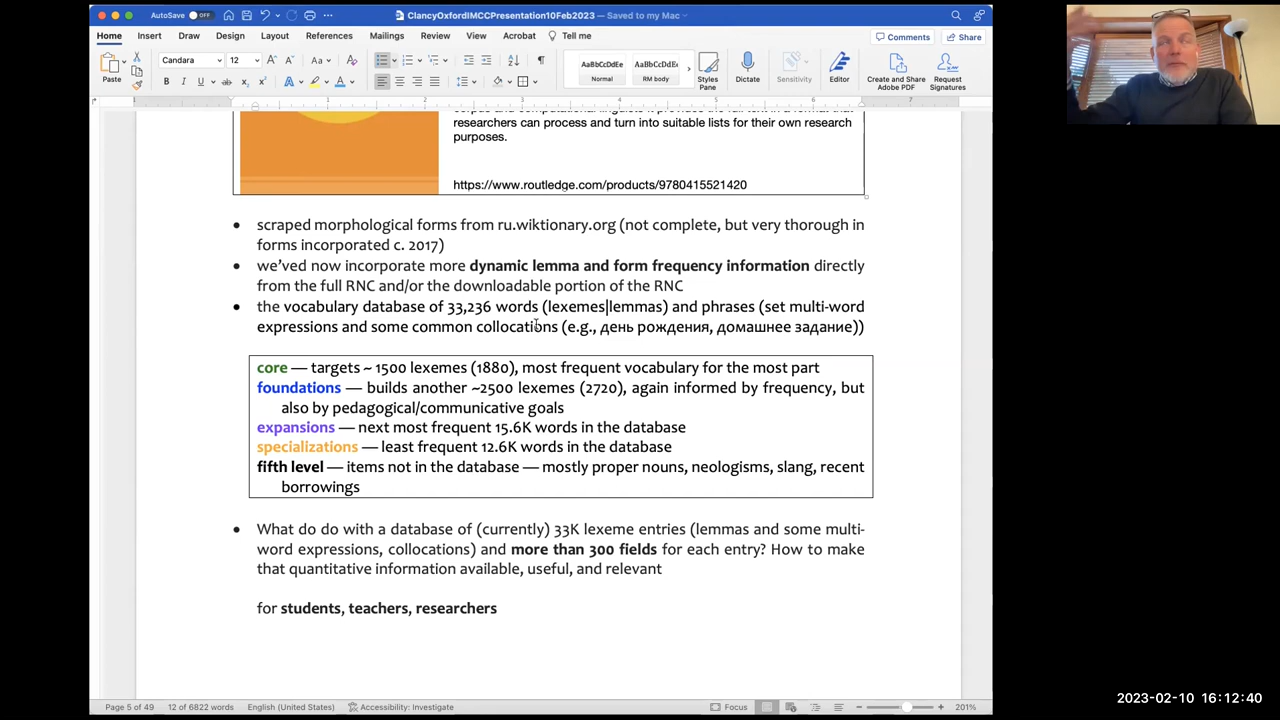 AutoSave OFF ClancyOxfordIMCCPresentation10Feb2023 — Saved to my Mac
Home Insert Draw Design Layout References Mailings Review View Acrobat Tell me Comments Share
Paste Candara 12 AaBbCcDdEe Normal AaBbCcDdEe RM body Styles Pane Dictate Sensitivity Editor Create and Share Adobe PDF Request Signatures
1 2 3 4 5 6 7
researchers can process and turn into suitable lists for their own research
purposes.
https://www.routledge.com/products/9780415521420
• scraped morphological forms from ru.wiktionary.org (not complete, but very thorough in
forms incorporated c. 2017)
• we'ved now incorporate more dynamic lemma and form frequency information directly
from the full RNC and/or the downloadable portion of the RNC
• the vocabulary database of 33,236 words (lexemes|lemmas) and phrases (set multi-word
expressions and some common collocations (e.g., день рождения, домашнее задание))
core — targets ~ 1500 lexemes (1880), most frequent vocabulary for the most part
foundations — builds another ~2500 lexemes (2720), again informed by frequency, but
also by pedagogical/communicative goals
expansions — next most frequent 15.6K words in the database
specializations — least frequent 12.6K words in the database
fifth level — items not in the database — mostly proper nouns, neologisms, slang, recent
borrowings
• What do do with a database of (currently) 33K lexeme entries (lemmas and some multi-
word expressions, collocations) and more than 300 fields for each entry? How to make
that quantitative information available, useful, and relevant
for students, teachers, researchers
Page 5 of 49 12 of 6822 words English (United States) Accessibility: Investigate Focus 201%
2023-02-10 16:12:40